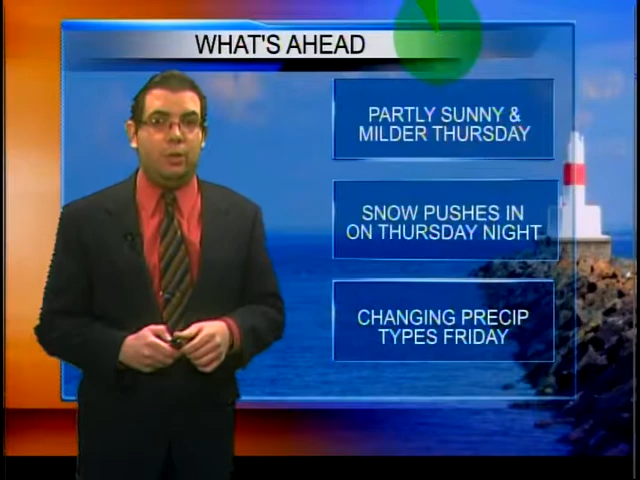 WHAT'S AHEAD
PARTLY SUNNY &
MILDER THURSDAY
SNOW PUSHES IN
ON THURSDAY NIGHT
CHANGING PRECIP
TYPES FRIDAY